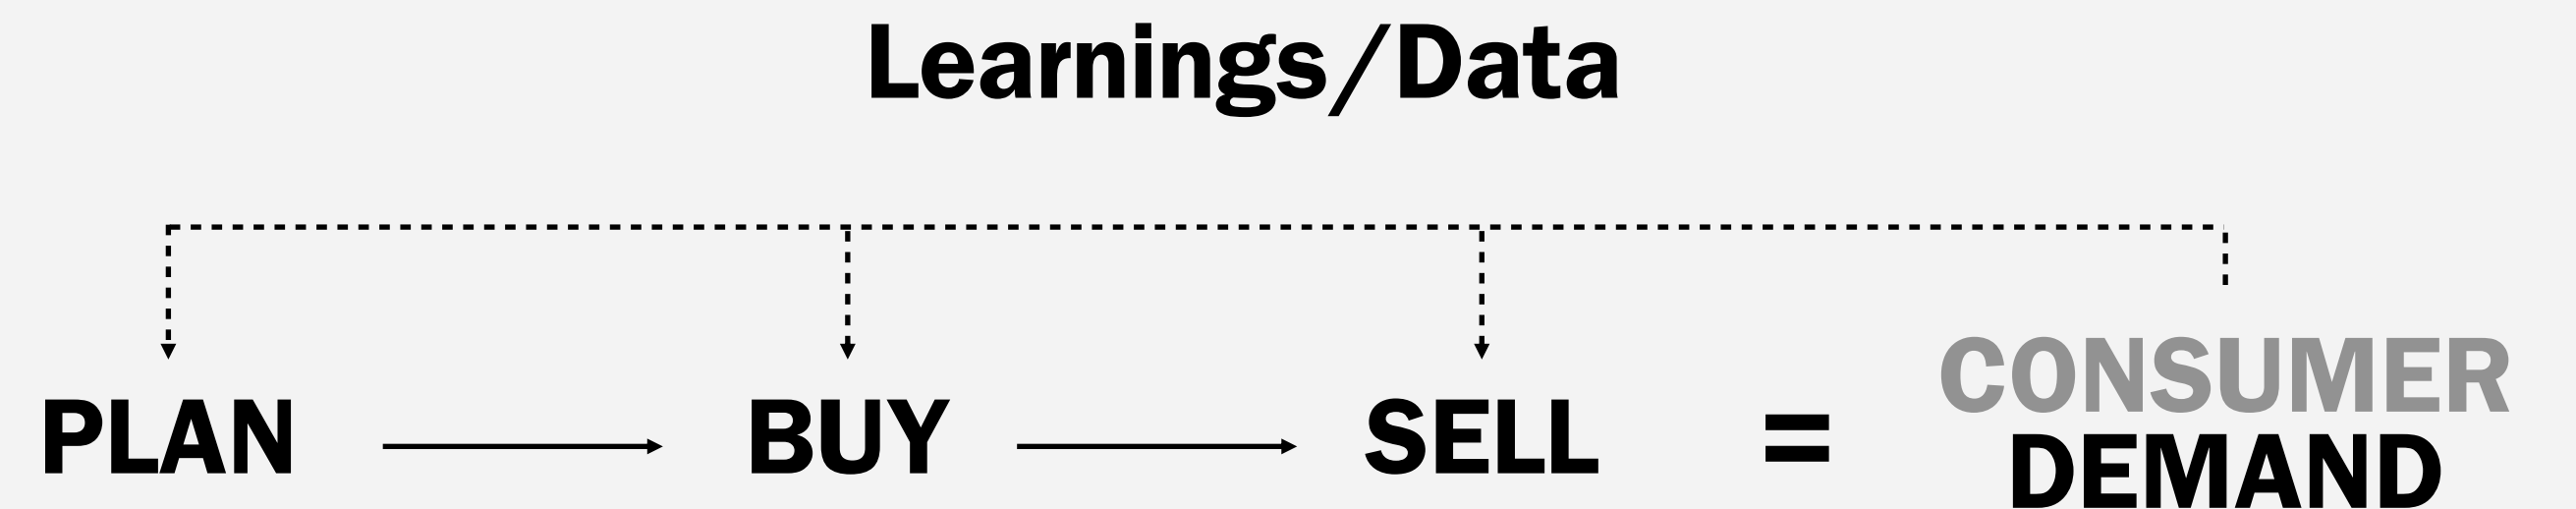 Learnings/Data
PLAN
BUY
SELL
=
CONSUMER
DEMAND